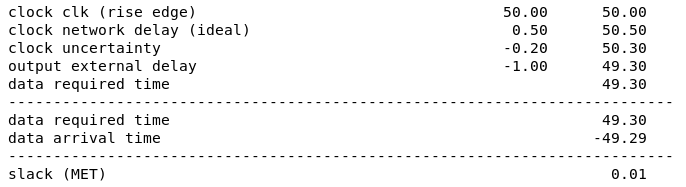 clock clk (rise edge) 50.00 50.00
clock network delay (ideal) 0.50 50.50
clock uncertainty -0.20 50.30
output external delay -1.00 49.30
data required time 49.30
--------------------------------------------------------------------------
data required time 49.30
data arrival time -49.29
--------------------------------------------------------------------------
slack (MET) 0.01